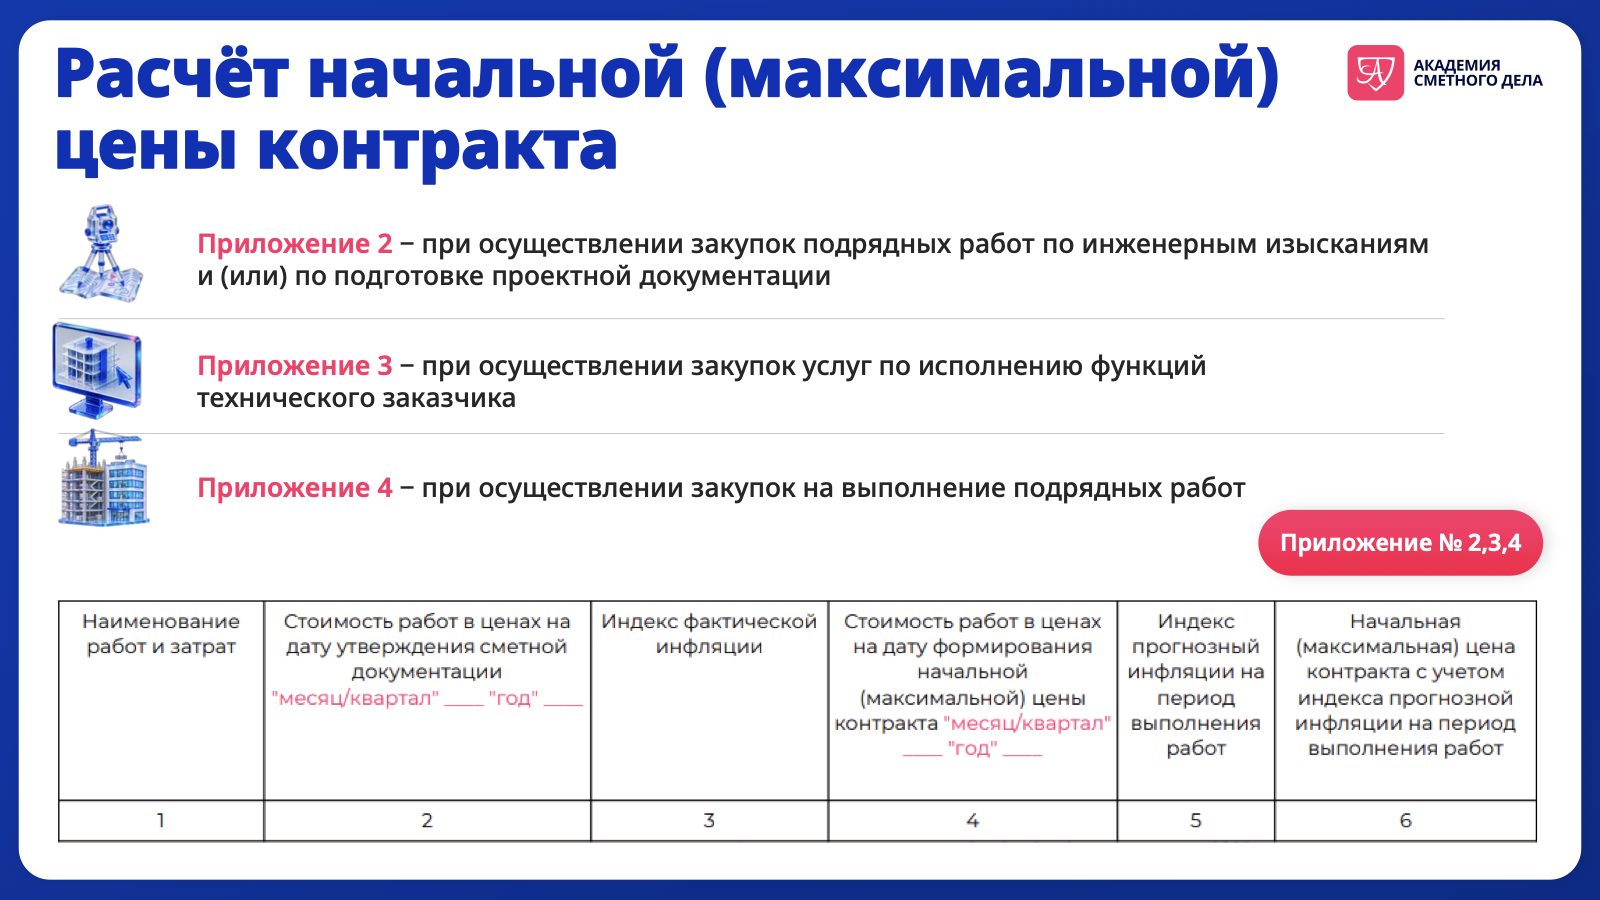 Расчёт начальной (максимальной)
цены контракта
АКАДЕМИЯ
СМЕТНОГО ДЕЛА
Приложение 2 – при осуществлении закупок подрядных работ по инженерным изысканиям
и (или) по подготовке проектной документации
Приложение 3 – при осуществлении закупок услуг по исполнению функций
технического заказчика
Приложение 4 – при осуществлении закупок на выполнение подрядных работ
Приложение № 2,3,4
Наименование
работ и затрат
Стоимость работ в ценах на
дату утверждения сметной
документации
"месяц/квартал" ____ "год" ____
Индекс фактической
инфляции
Стоимость работ в ценах
на дату формирования
начальной
(максимальной) цены
контракта "месяц/квартал"
____ "год" ____
Индекс
прогнозный
инфляции на
период
выполнения
работ
Начальная
(максимальная) цена
контракта с учетом
индекса прогнозной
инфляции на период
выполнения работ
1
2
3
4
5
6